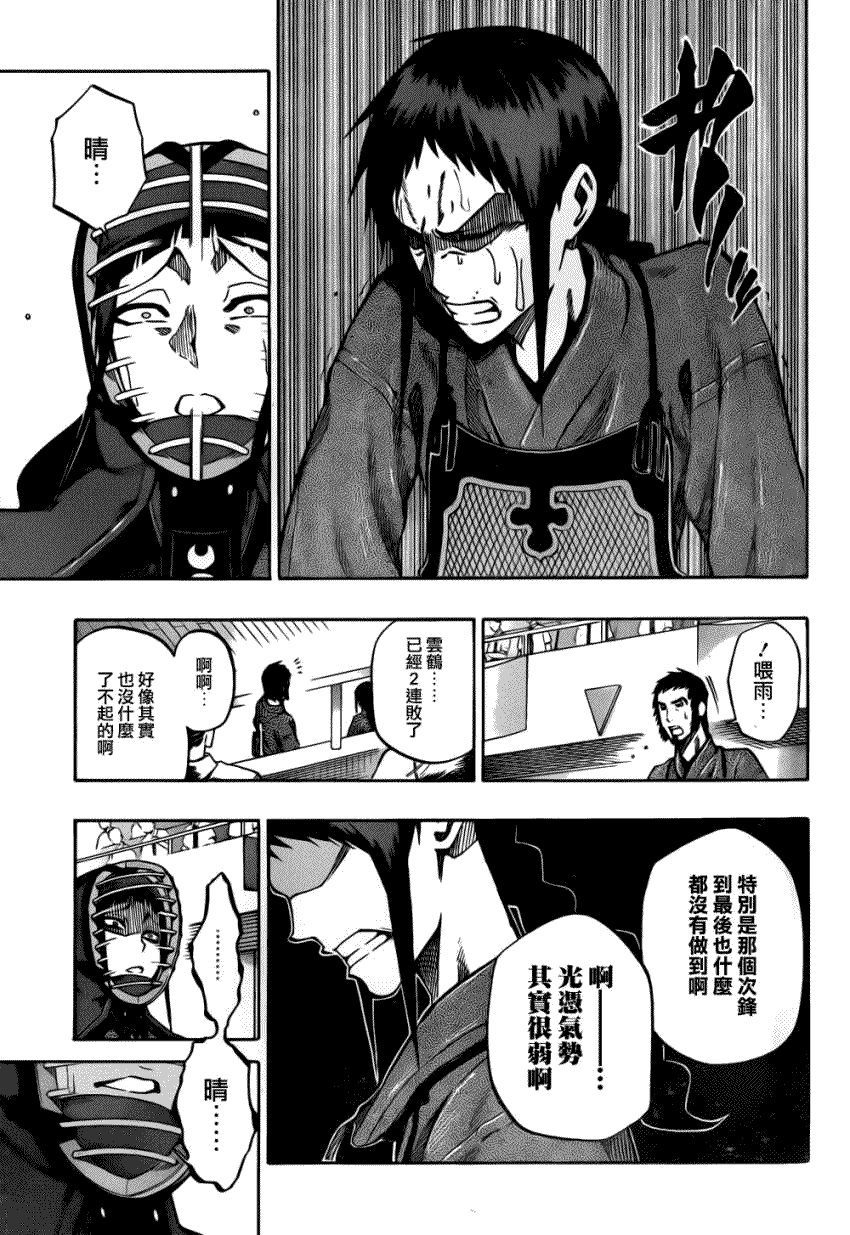 晴…
！
喂雨…
雲鶴……
已經2連敗了
啊啊…
好像其實
也沒什麼
了不起的啊
特別是那個次鋒
到最後也什麼
都沒有做到啊
啊——…
光憑氣勢
其實很弱啊
………
晴……